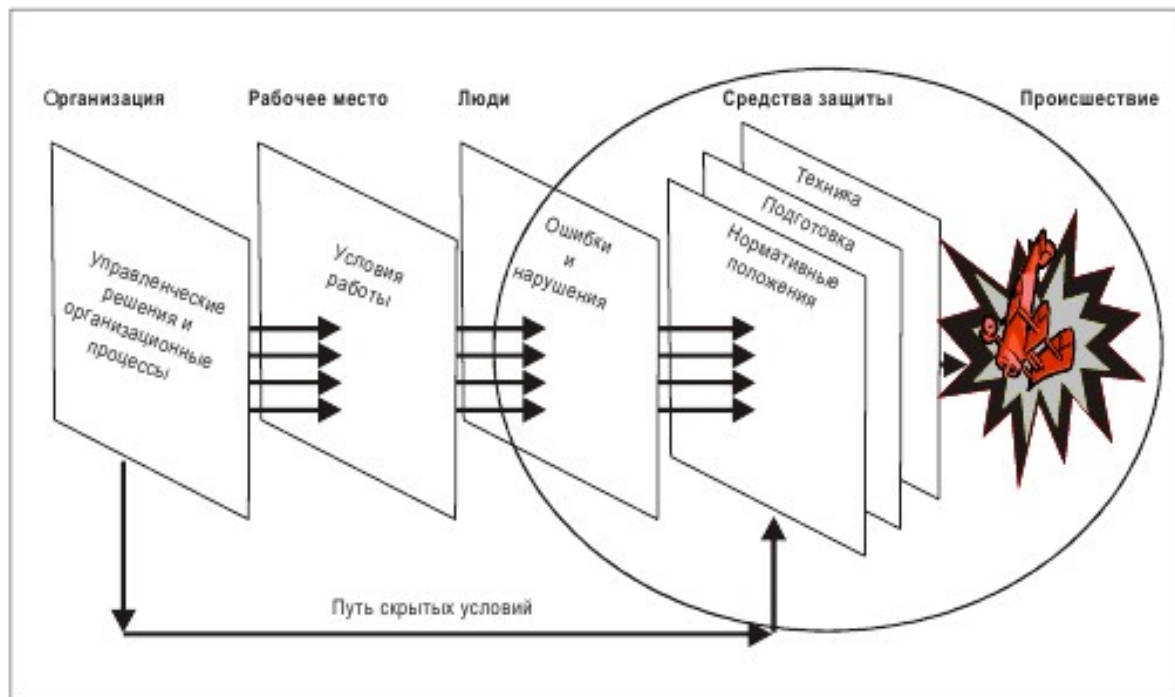 Организация
Рабочее место
Люди
Средства защиты
Происшествие
Управленческие
решения и
организационные
процессы
Условия
работы
Ошибки
и
нарушения
Техника
Подготовка
Нормативные
положения
Путь скрытых условий